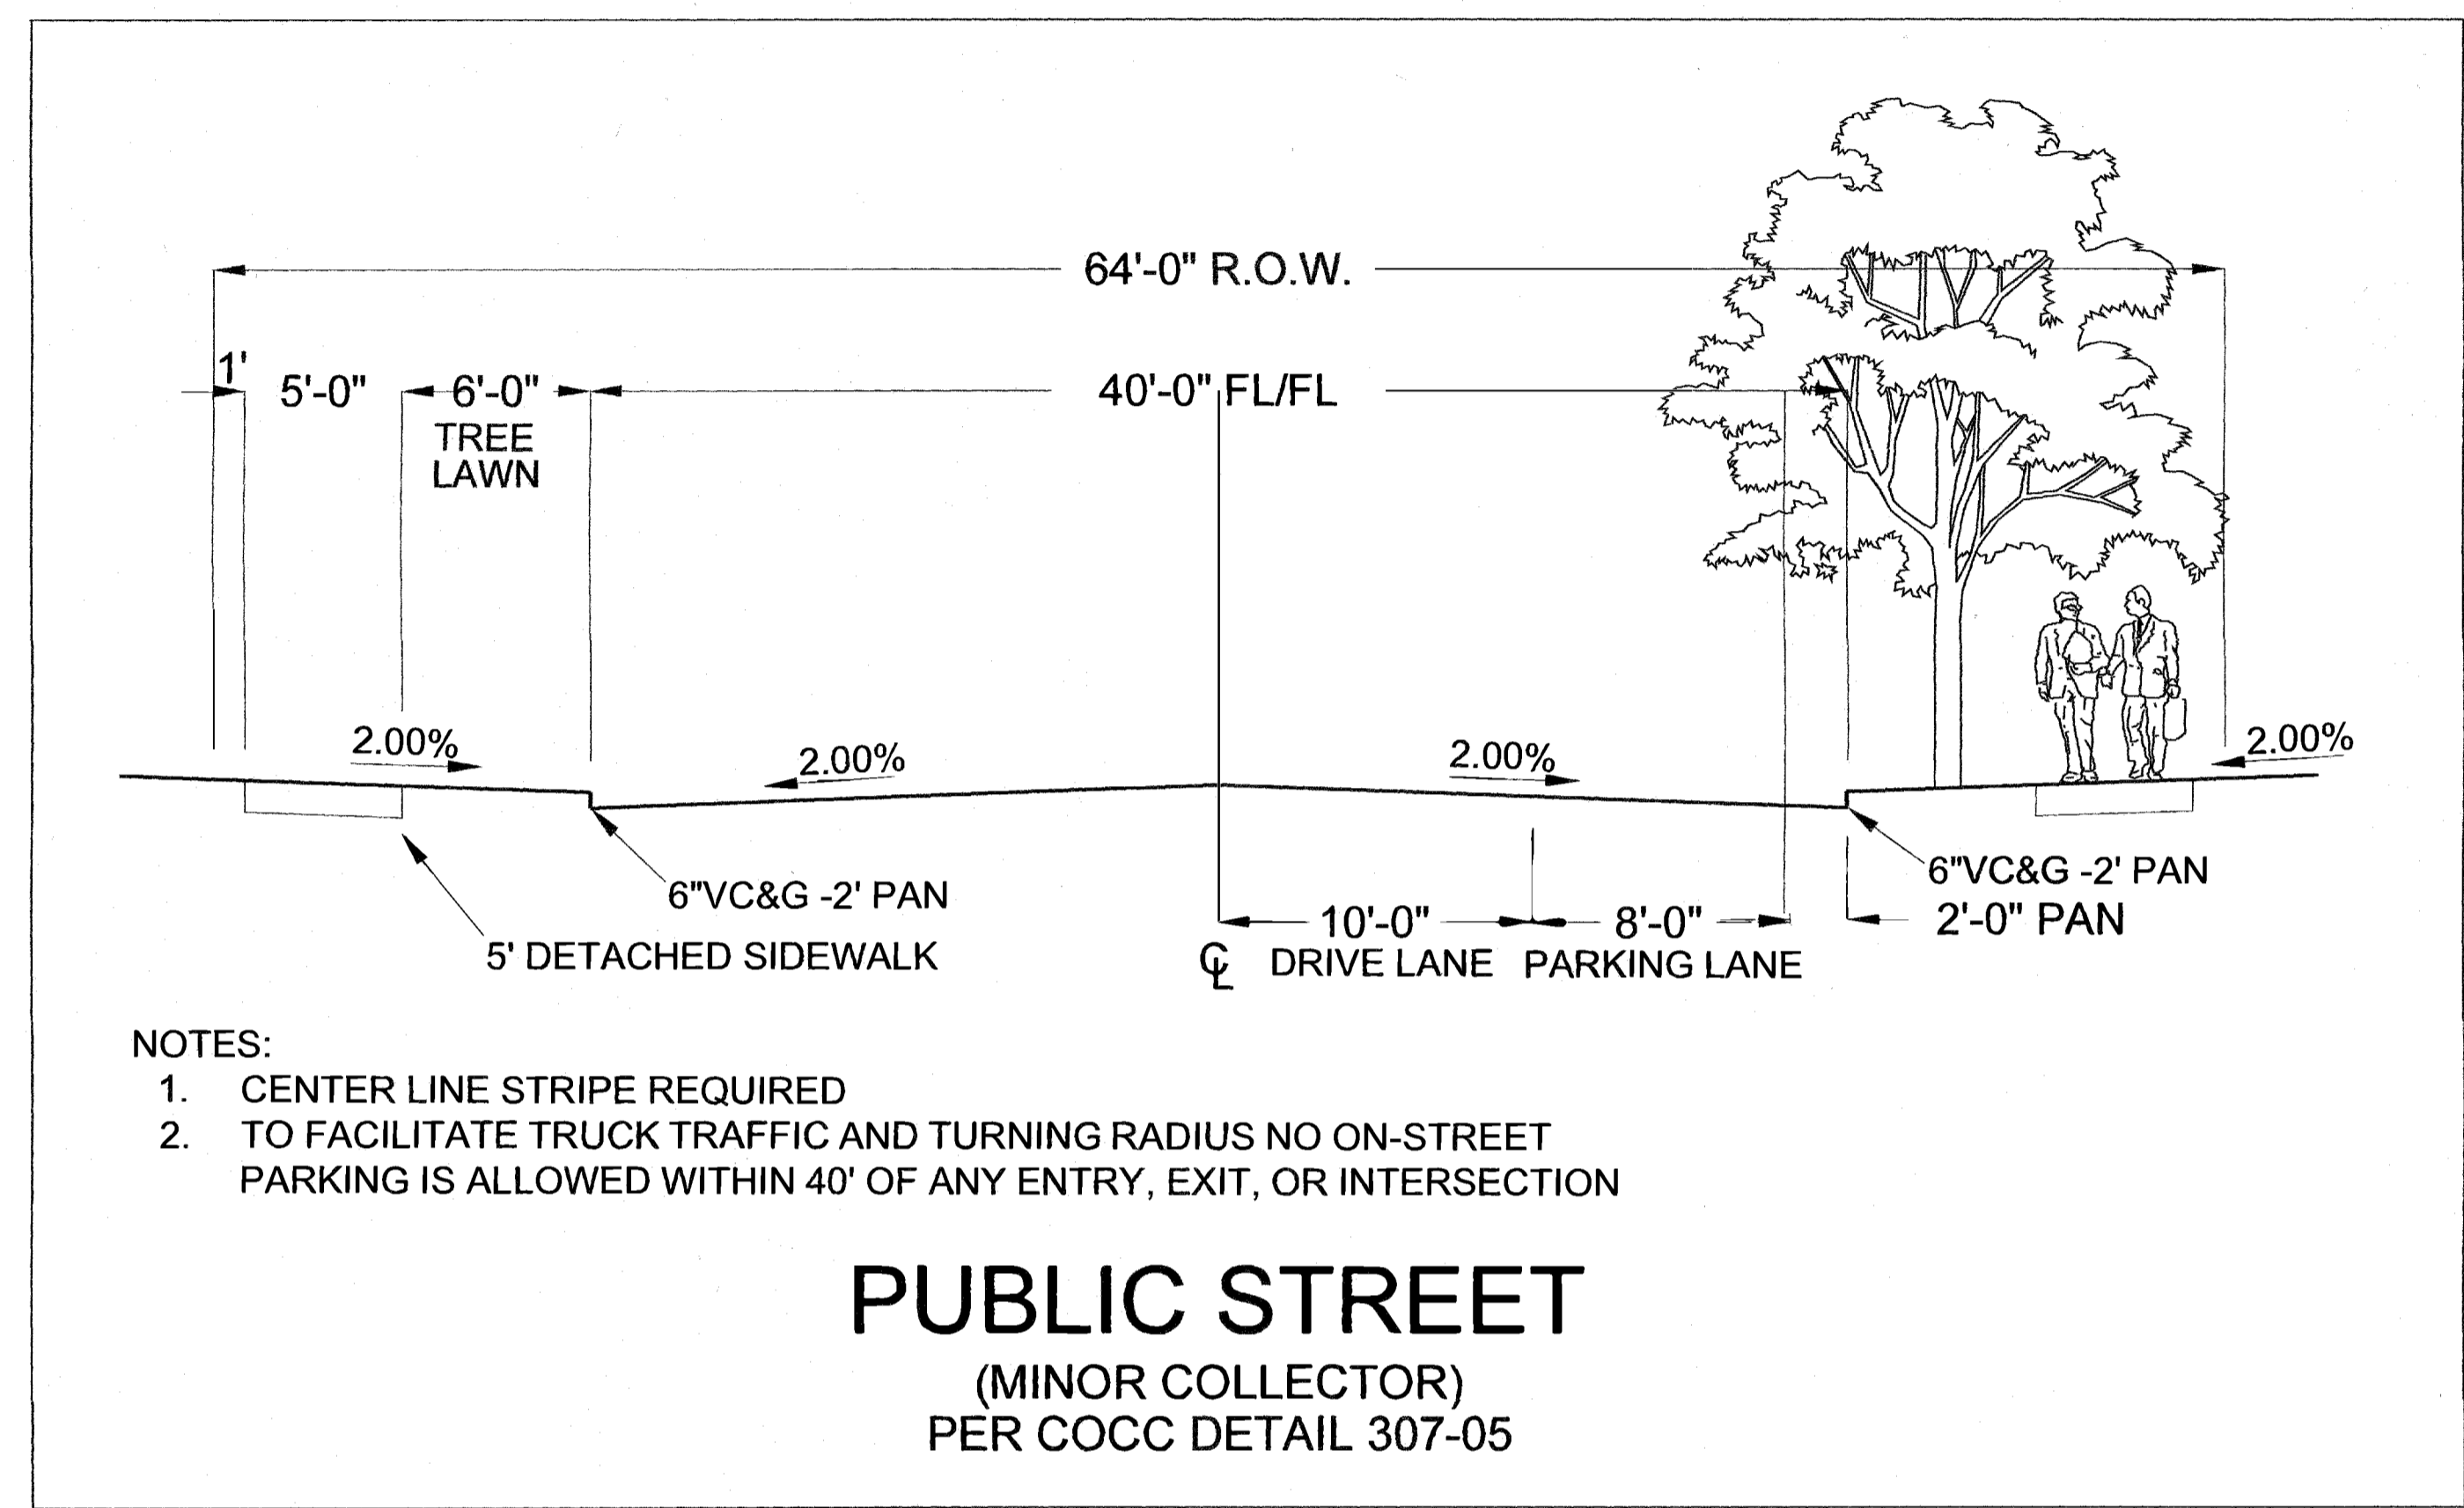 64'-0" R.O.W.
1'
5'-0"
6'-0"
TREE
LAWN
40'-0" FL/FL
2.00%
2.00%
2.00%
2.00%
6"VC&G -2' PAN
5' DETACHED SIDEWALK
6"VC&G -2' PAN
10'-0"
8'-0"
2'-0" PAN
CL
DRIVE LANE
PARKING LANE
NOTES:
1. CENTER LINE STRIPE REQUIRED
2. TO FACILITATE TRUCK TRAFFIC AND TURNING RADIUS NO ON-STREET
PARKING IS ALLOWED WITHIN 40' OF ANY ENTRY, EXIT, OR INTERSECTION
PUBLIC STREET
(MINOR COLLECTOR)
PER COCC DETAIL 307-05